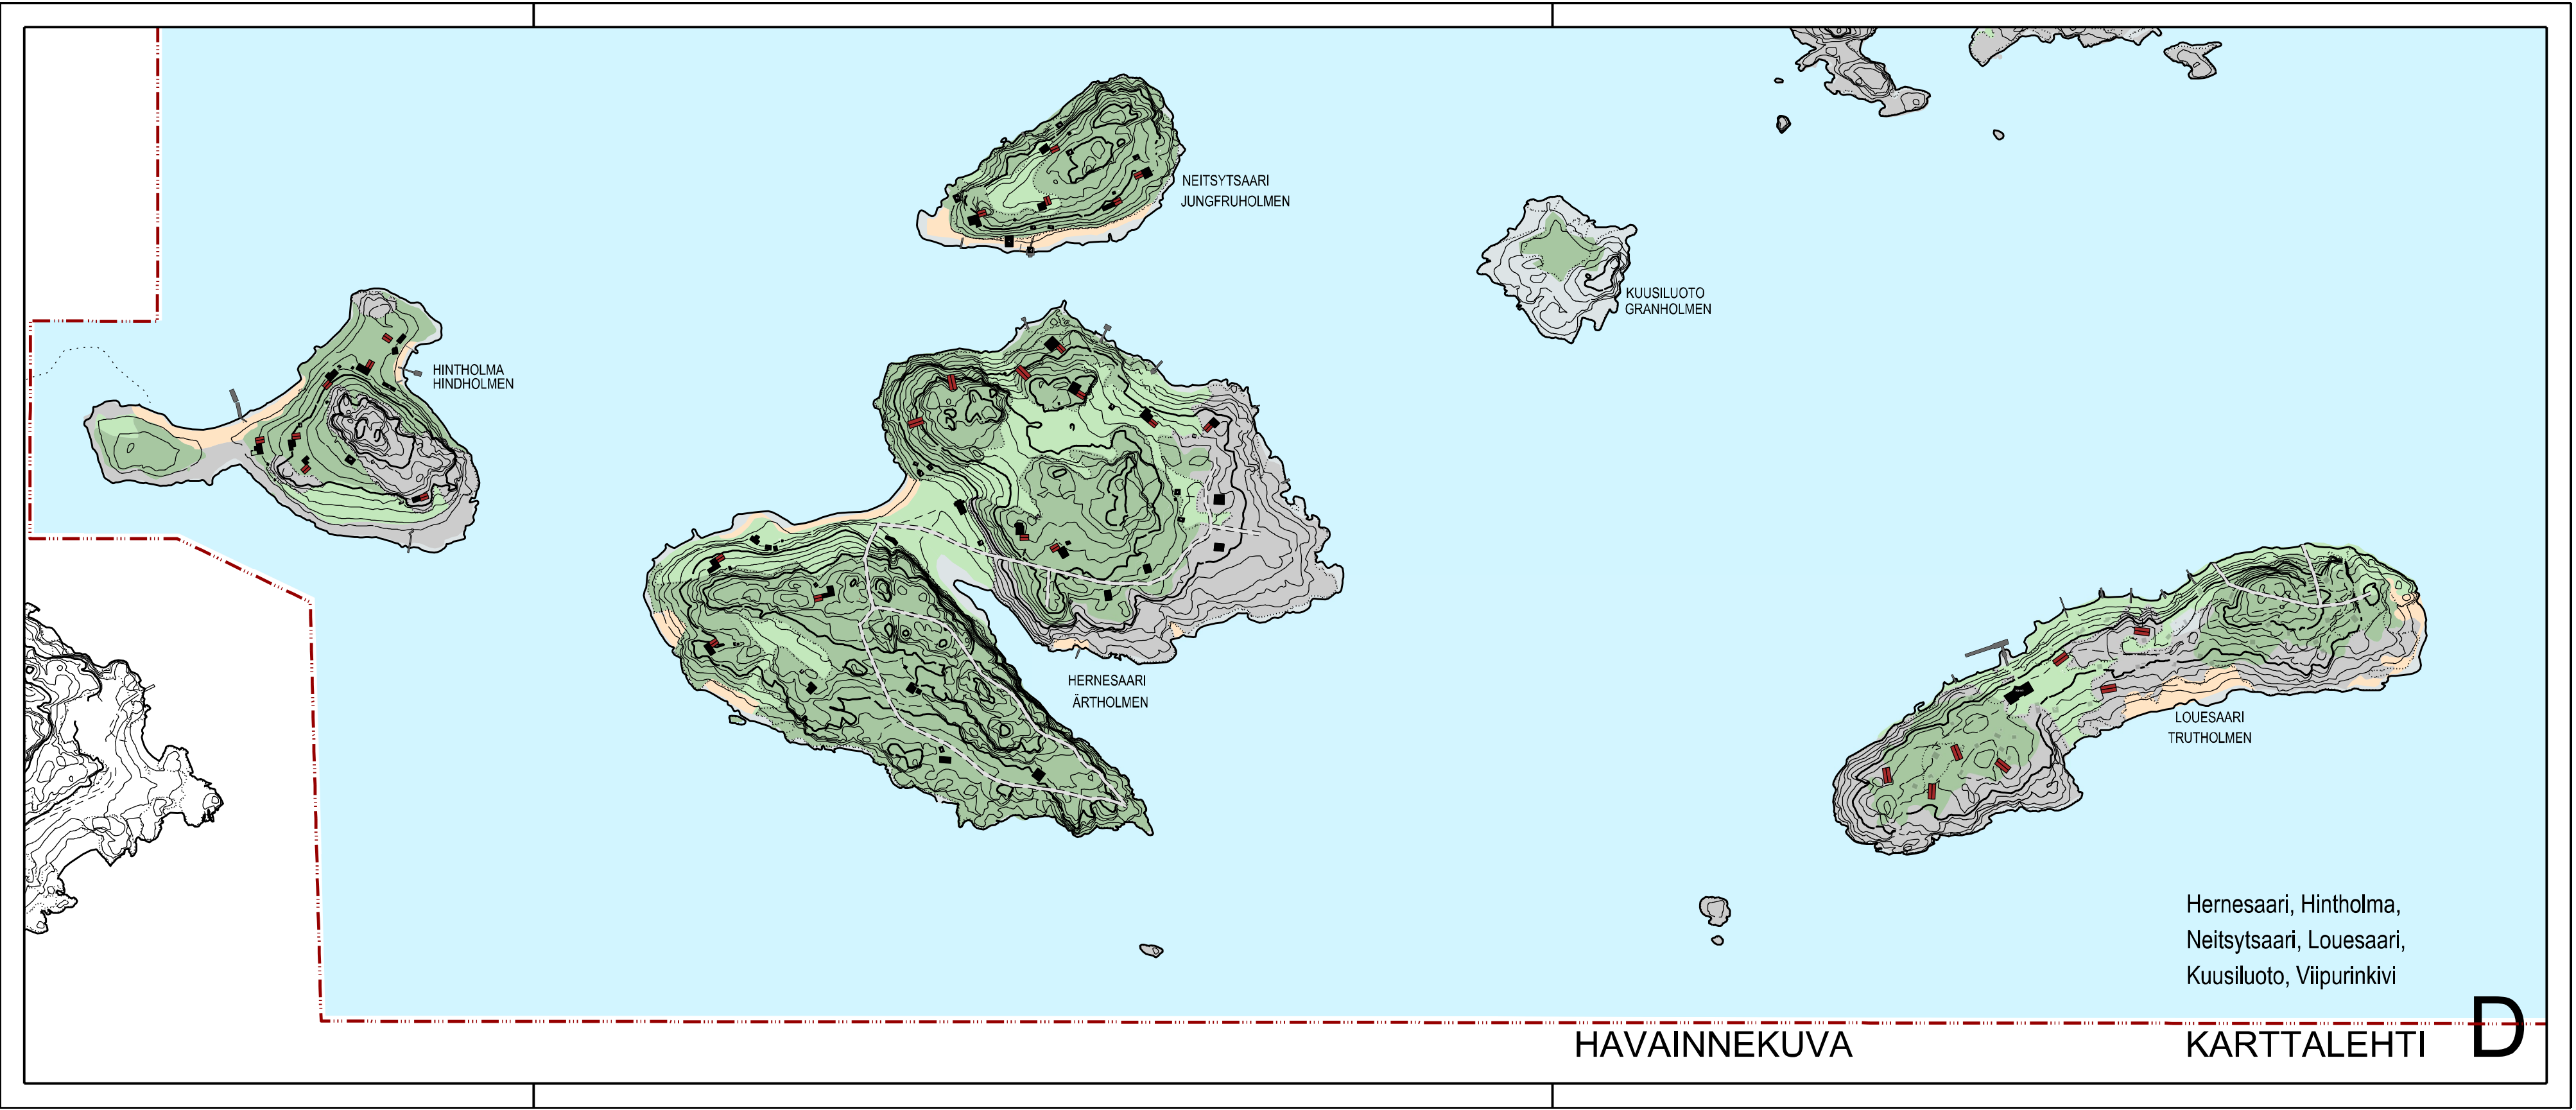 NEITSYTSAARI
JUNGFRUHOLMEN
KUUSILUOTO
GRANHOLMEN
HINTHOLMA
HINDHOLMEN
HERNESAARI
ÄRTHOLMEN
LOUESAARI
TRUTHOLMEN
Hernesaari, Hintholma,
Neitsytsaari, Louesaari,
Kuusiluoto, Viipurinkivi
HAVAINNEKUVA
KARTTALEHTI D